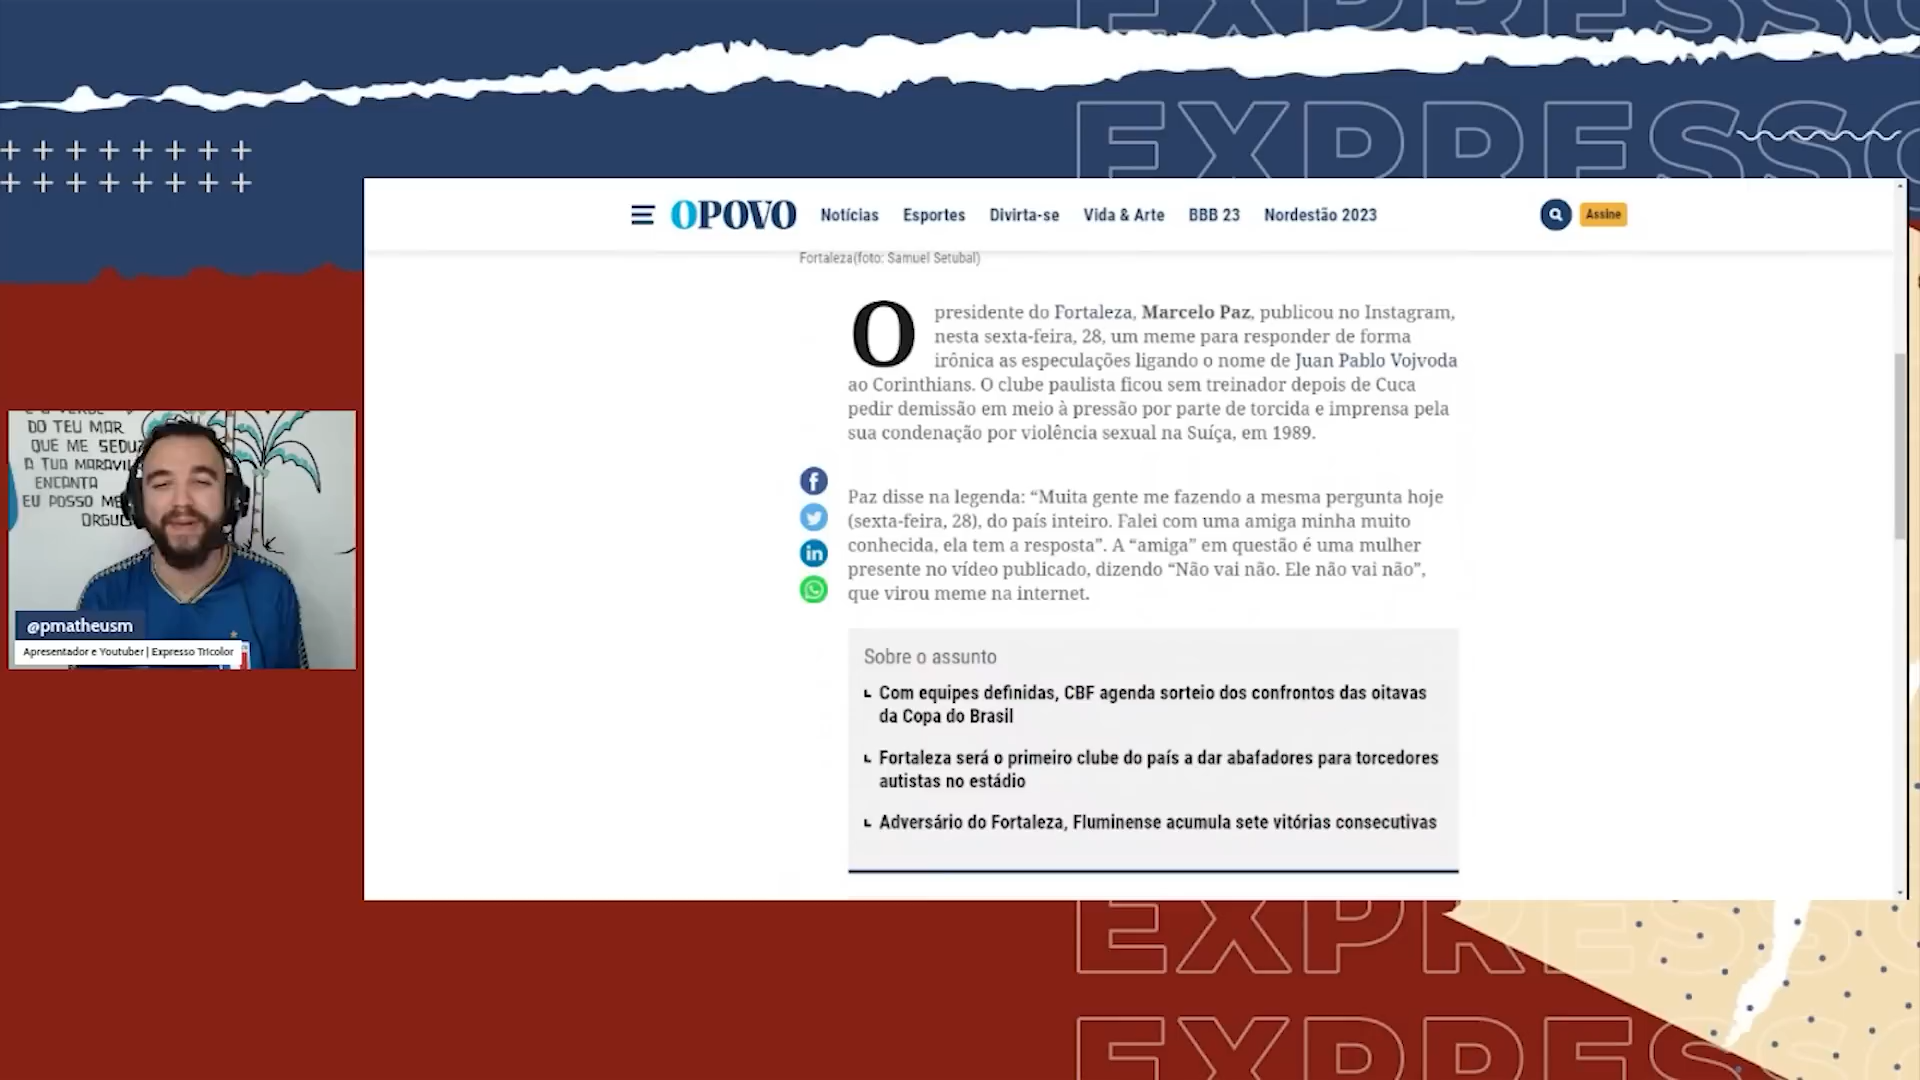 EXPRESSO
EXPRESSO
OPOVO
Notícias
Esportes
Divirta-se
Vida & Arte
BBB 23
Nordestão 2023
Assine
Fortaleza(foto: Samuel Setubal)
O presidente do Fortaleza, Marcelo Paz, publicou no Instagram,
nesta sexta-feira, 28, um meme para responder de forma
irônica as especulações ligando o nome de Juan Pablo Vojvoda
ao Corinthians. O clube paulista ficou sem treinador depois de Cuca
pedir demissão em meio à pressão por parte de torcida e imprensa pela
sua condenação por violência sexual na Suíça, em 1989.
Paz disse na legenda: “Muita gente me fazendo a mesma pergunta hoje
(sexta-feira, 28), do país inteiro. Falei com uma amiga minha muito
conhecida, ela tem a resposta”. A “amiga” em questão é uma mulher
presente no vídeo publicado, dizendo “Não vai não. Ele não vai não”,
que virou meme na internet.
Sobre o assunto
Com equipes definidas, CBF agenda sorteio dos confrontos das oitavas
da Copa do Brasil
Fortaleza será o primeiro clube do país a dar abafadores para torcedores
autistas no estádio
Adversário do Fortaleza, Fluminense acumula sete vitórias consecutivas
DO TEU MAR
QUE ME SEDUZ
A TUA MARAVI
ENCANTA
EU POSSO ME
ORGUL
@pmatheusm
Apresentador e Youtuber | Expresso Tricolor
EXPRESSO
EXPRESSO